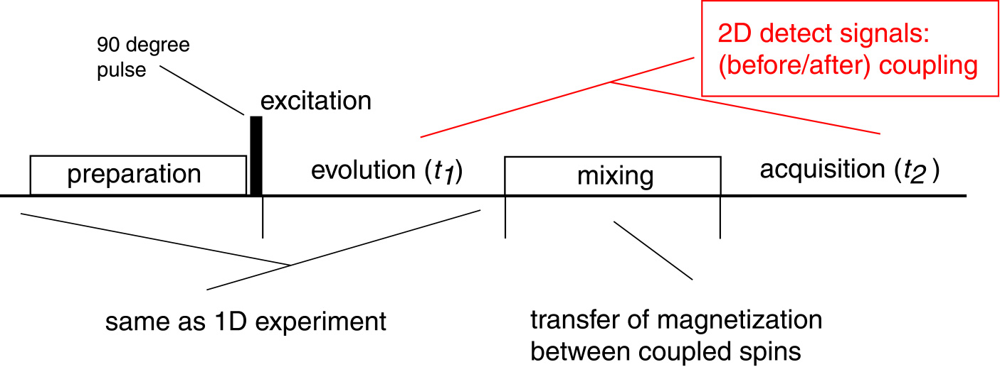 2D detect signals:
(before/after) coupling
90 degree
pulse
excitation
preparation
evolution (t1)
mixing
acquisition (t2 )
same as 1D experiment
transfer of magnetization
between coupled spins